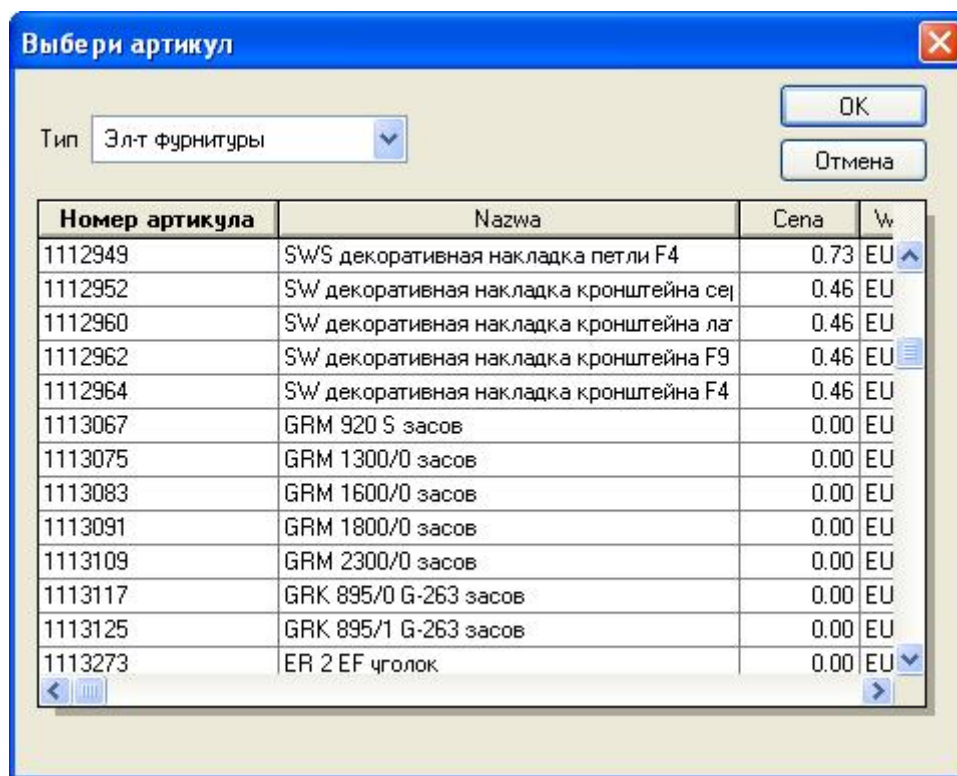 Выбери артикул
OK
Тип Эл-т фурнитуры
Отмена
Номер артикула Nazwa Cena W
1112949 SWS декоративная накладка петли F4 0.73 EU
1112952 SW декоративная накладка кронштейна сер 0.46 EU
1112960 SW декоративная накладка кронштейна лат 0.46 EU
1112962 SW декоративная накладка кронштейна F9 0.46 EU
1112964 SW декоративная накладка кронштейна F4 0.46 EU
1113067 GRM 920 S засов 0.00 EU
1113075 GRM 1300/0 засов 0.00 EU
1113083 GRM 1600/0 засов 0.00 EU
1113091 GRM 1800/0 засов 0.00 EU
1113109 GRM 2300/0 засов 0.00 EU
1113117 GRK 895/0 G-263 засов 0.00 EU
1113125 GRK 895/1 G-263 засов 0.00 EU
1113273 ER 2 EF уголок 0.00 EU